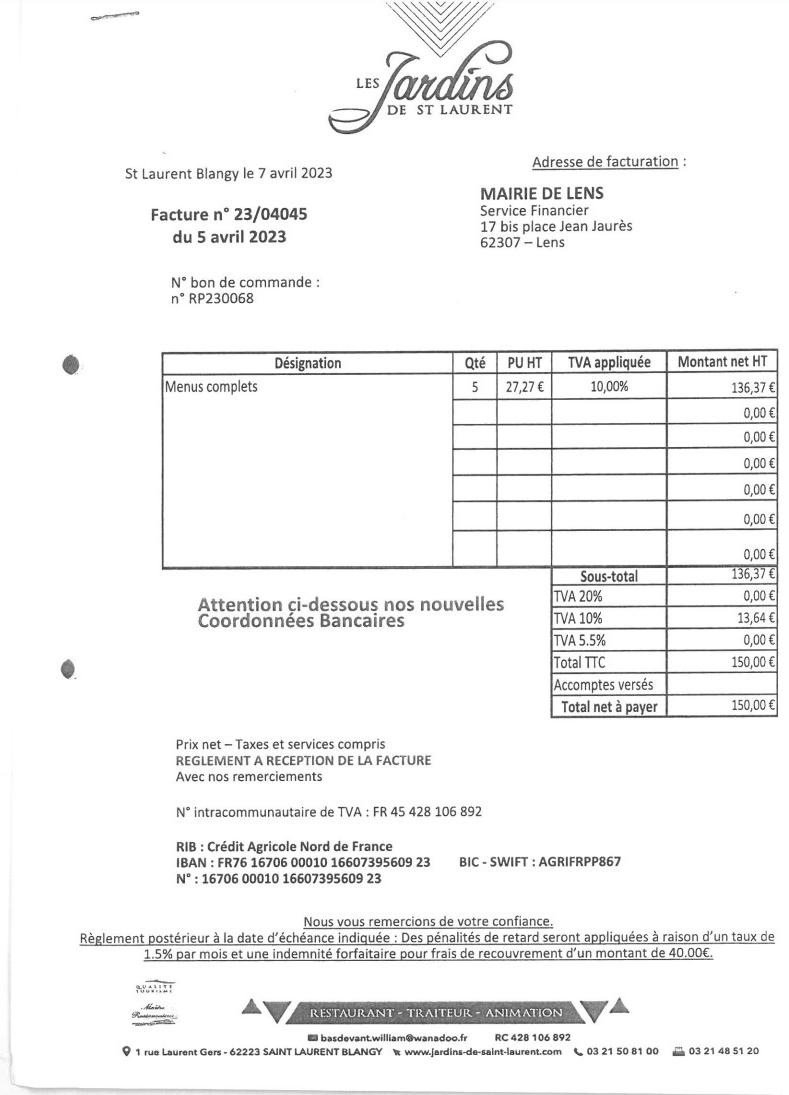 LES Jardins
DE ST LAURENT
St Laurent Blangy le 7 avril 2023
Adresse de facturation :
Facture n° 23/04045
du 5 avril 2023
MAIRIE DE LENS
Service Financier
17 bis place Jean Jaurès
62307 – Lens
N° bon de commande :
n° RP230068
Désignation Qté PU HT TVA appliquée Montant net HT
Menus complets 5 27,27 € 10,00% 136,37 €
0,00 €
0,00 €
0,00 €
0,00 €
0,00 €
0,00 €
Sous-total 136,37 €
TVA 20% 0,00 €
TVA 10% 13,64 €
TVA 5.5% 0,00 €
Total TTC 150,00 €
Accomptes versés
Total net à payer 150,00 €
Attention ci-dessous nos nouvelles
Coordonnées Bancaires
Prix net – Taxes et services compris
REGLEMENT A RECEPTION DE LA FACTURE
Avec nos remerciements
N° intracommunautaire de TVA : FR 45 428 106 892
RIB : Crédit Agricole Nord de France
IBAN : FR76 16706 00010 16607395609 23 BIC - SWIFT : AGRIFRPP867
N° : 16706 00010 16607395609 23
Nous vous remercions de votre confiance.
Règlement postérieur à la date d'échéance indiquée : Des pénalités de retard seront appliquées à raison d'un taux de
1.5% par mois et une indemnité forfaitaire pour frais de recouvrement d'un montant de 40.00€.
QUALITÉ
TOURISME
Maître
Restaurateur
RESTAURANT - TRAITEUR - ANIMATION
basdevant.william@wanadoo.fr RC 428 106 892
1 rue Laurent Gers - 62223 SAINT LAURENT BLANGY www.jardins-de-saint-laurent.com 03 21 50 81 00 03 21 48 51 20